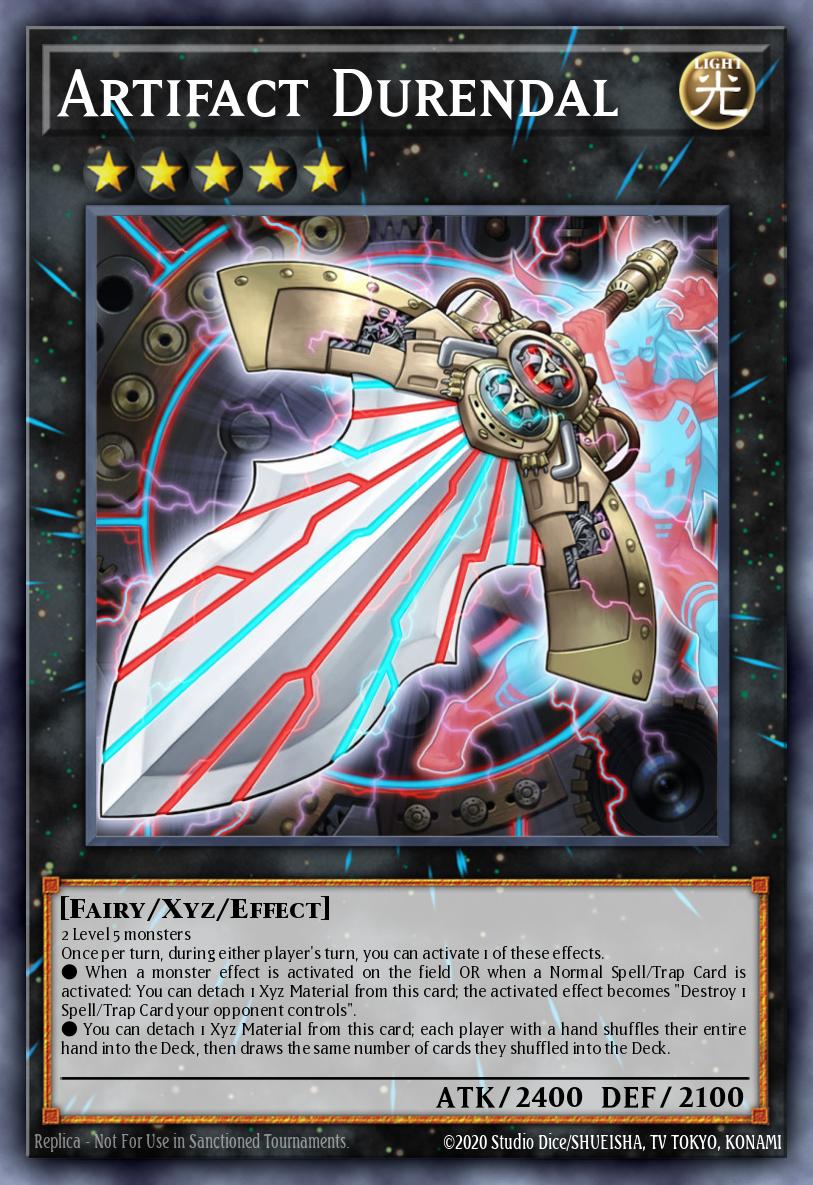 Artifact Durendal
LIGHT
光
[Fairy/Xyz/Effect]
2 Level 5 monsters
Once per turn, during either player's turn, you can activate 1 of these effects.
● When a monster effect is activated on the field OR when a Normal Spell/Trap Card is
activated: You can detach 1 Xyz Material from this card; the activated effect becomes "Destroy 1
Spell/Trap Card your opponent controls".
● You can detach 1 Xyz Material from this card; each player with a hand shuffles their entire
hand into the Deck, then draws the same number of cards they shuffled into the Deck.
ATK/2400 DEF/2100
Replica - Not For Use in Sanctioned Tournaments.
©2020 Studio Dice/SHUEISHA, TV TOKYO, KONAMI